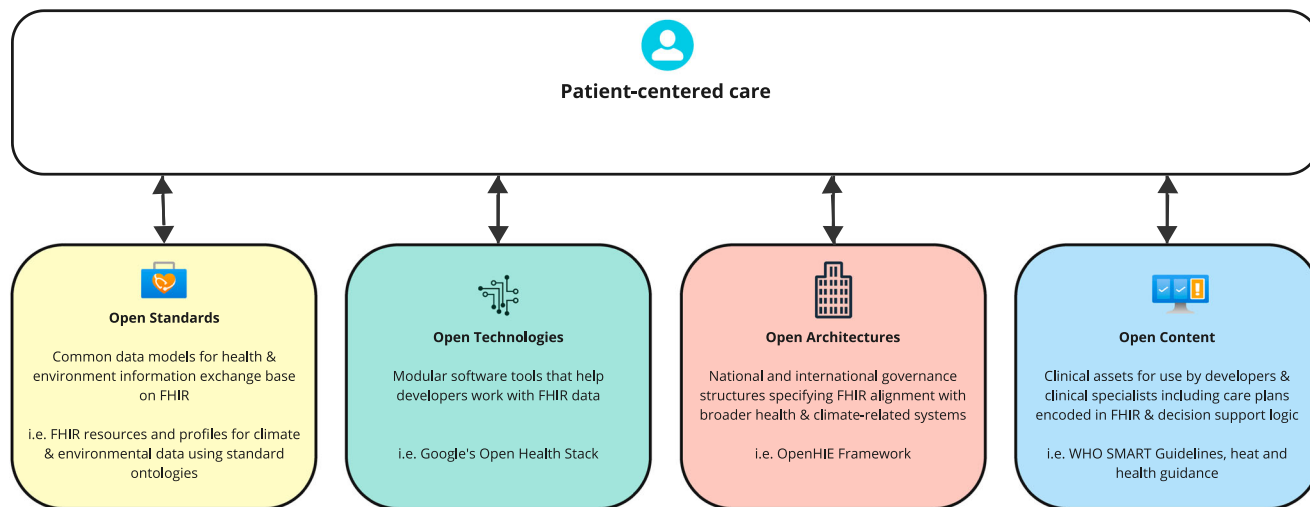 Patient-centered care
Open Standards
Common data models for health &
environment information exchange base
on FHIR
i.e. FHIR resources and profiles for climate
& environmental data using standard
ontologies
Open Technologies
Modular software tools that help
developers work with FHIR data
i.e. Google's Open Health Stack
Open Architectures
National and international governance
structures specifying FHIR alignment with
broader health & climate-related systems
i.e. OpenHIE Framework
Open Content
Clinical assets for use by developers &
clinical specialists including care plans
encoded in FHIR & decision support logic
i.e. WHO SMART Guidelines, heat and
health guidance